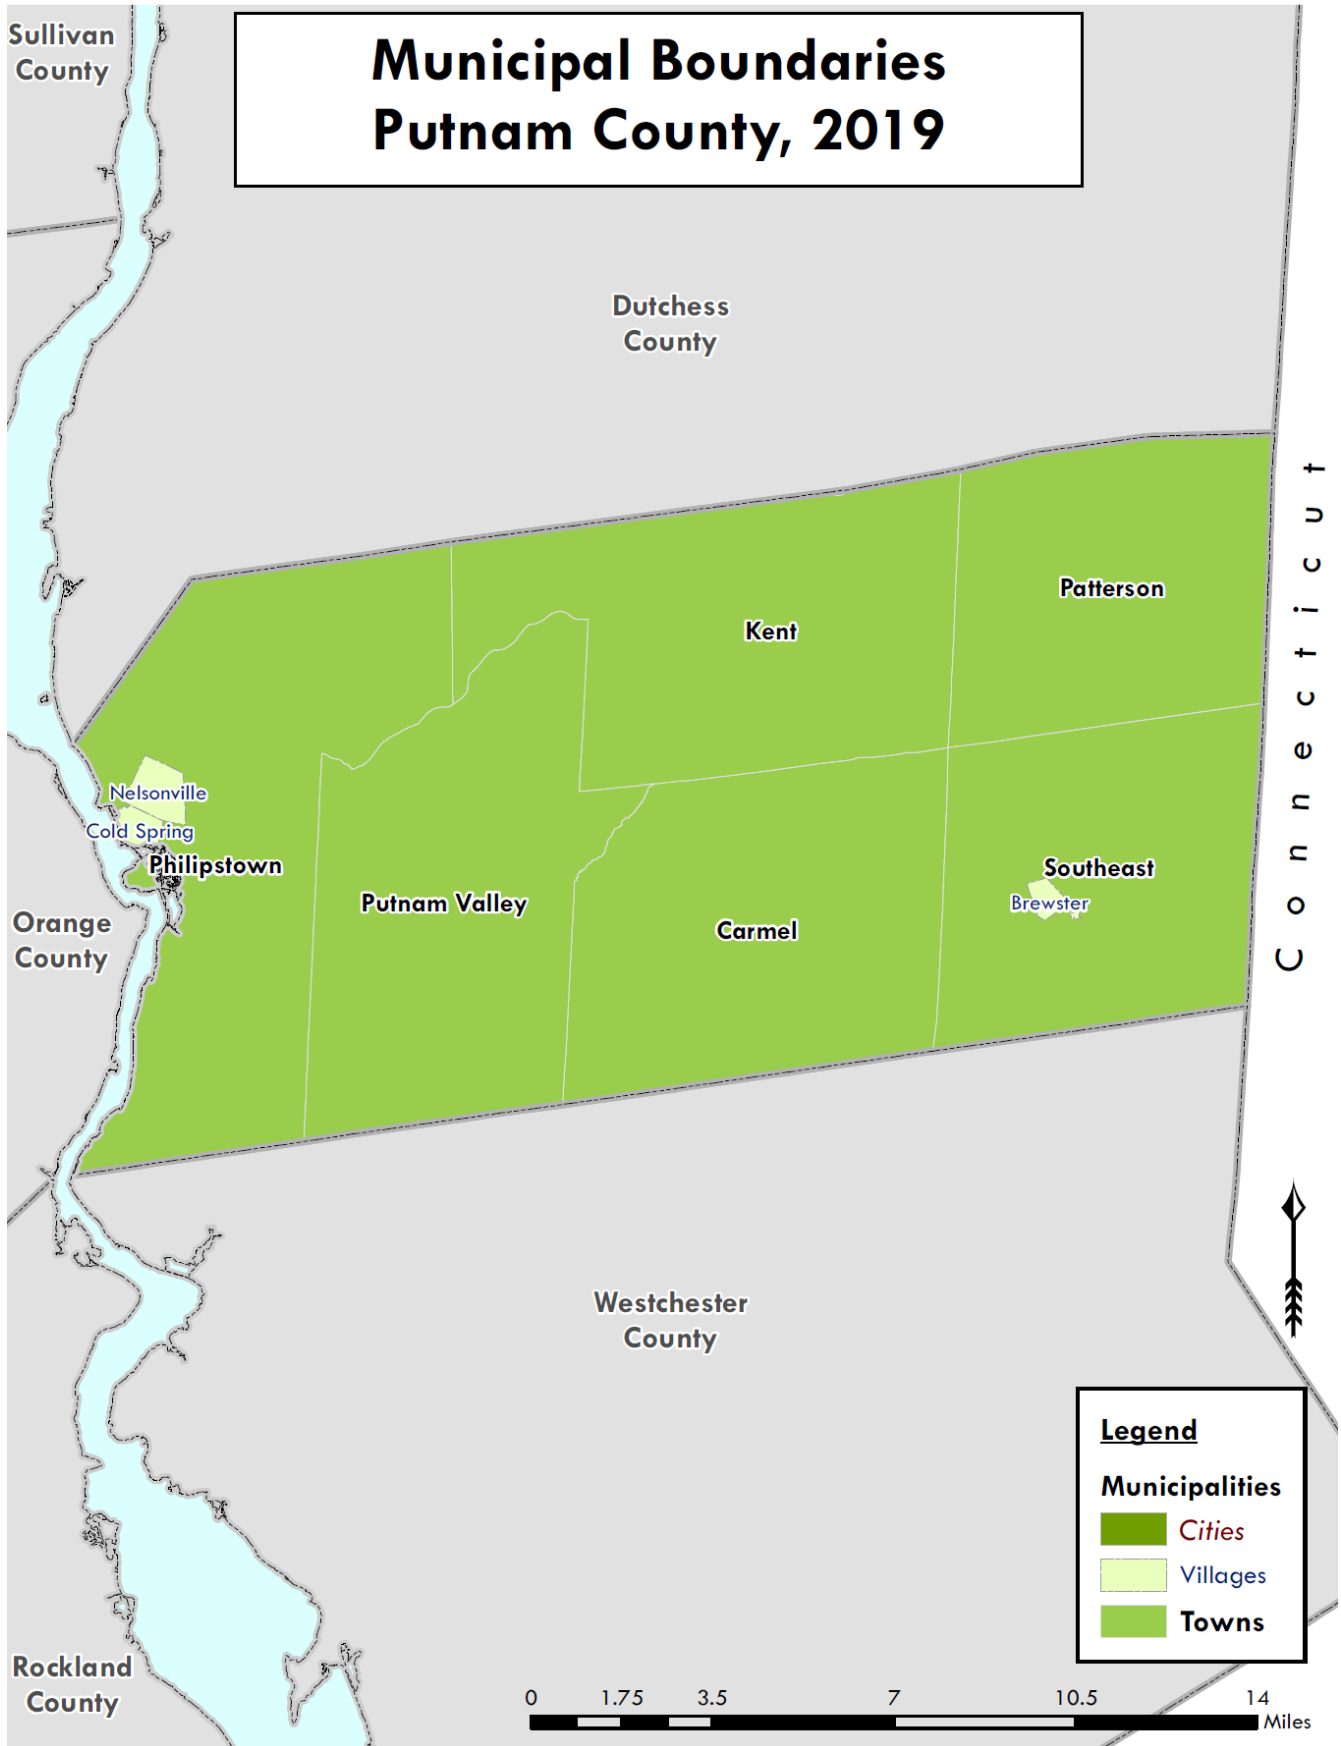 Sullivan
County
Municipal Boundaries
Putnam County, 2019
Dutchess
County
Connecticut
Patterson
Kent
Nelsonville
Cold Spring
Philipstown
Southeast
Brewster
Putnam Valley
Carmel
Orange
County
Westchester
County
Legend
Municipalities
Cities
Villages
Towns
Rockland
County
0 1.75 3.5 7 10.5 14
Miles